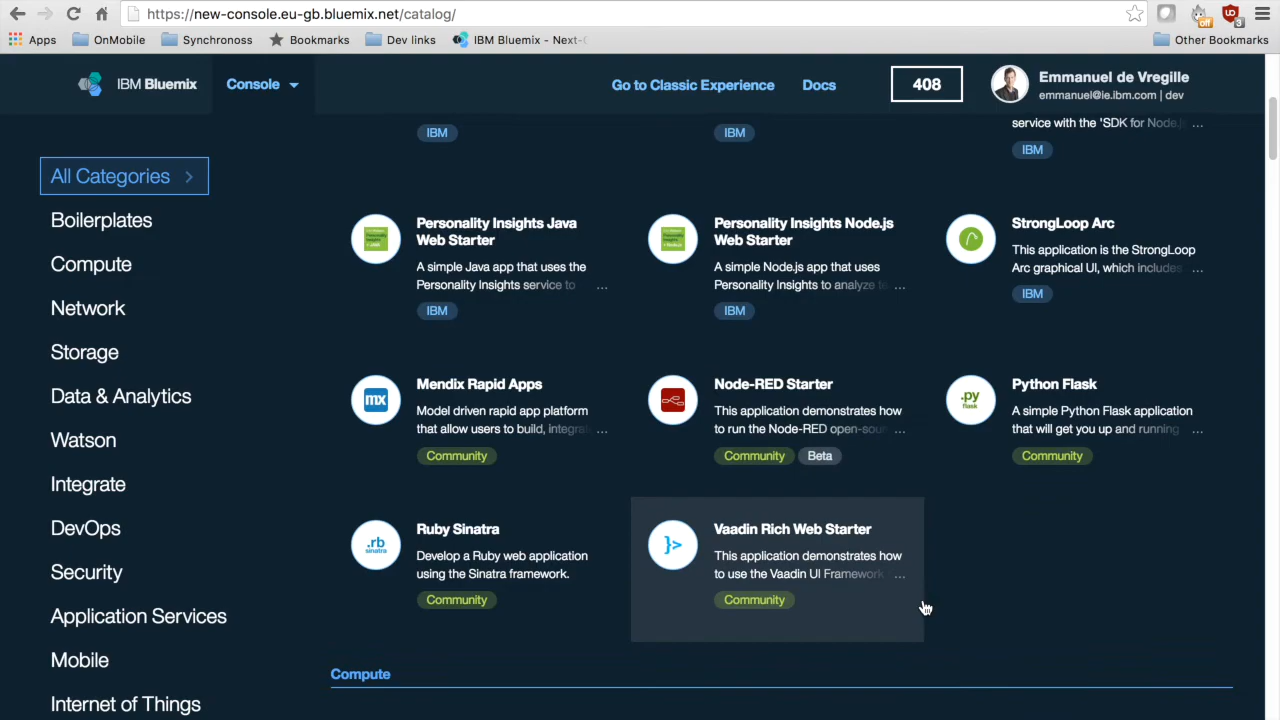 https://new-console.eu-gb.bluemix.net/catalog/
Apps
OnMobile
Synchronoss
Bookmarks
Dev links
IBM Bluemix - Next-
Other Bookmarks
off
3
IBM Bluemix
Console
Go to Classic Experience
Docs
408
Emmanuel de Vregille
emmanuel@ie.ibm.com | dev
All Categories
Boilerplates
Compute
Network
Storage
Data & Analytics
Watson
Integrate
DevOps
Security
Application Services
Mobile
Internet of Things
IBM
IBM
service with the 'SDK for Node.js ...
IBM
Personality Insights Java
Web Starter
A simple Java app that uses the
Personality Insights service to ...
IBM
Personality Insights Node.js
Web Starter
A simple Node.js app that uses
Personality Insights to analyze te ...
IBM
StrongLoop Arc
This application is the StrongLoop
Arc graphical UI, which includes ...
IBM
mx
Mendix Rapid Apps
Model driven rapid app platform
that allow users to build, integrat ...
Community
Node-RED Starter
This application demonstrates how
to run the Node-RED open-sour ...
Community
Beta
.py
flask
Python Flask
A simple Python Flask application
that will get you up and running ...
Community
.rb
sinatra
Ruby Sinatra
Develop a Ruby web application
using the Sinatra framework.
Community
}>
Vaadin Rich Web Starter
This application demonstrates how
to use the Vaadin UI Framework ...
Community
Compute